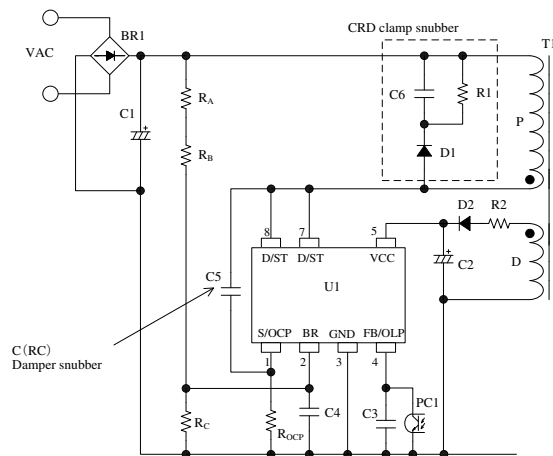 CRD clamp snubber
BR1
T1
VAC
C6
R1
RA
C1
P
RB
D1
D2
R2
8
7
5
D/ST
D/ST
VCC
C5
U1
C2
D
S/OCP
BR
GND
FB/OLP
C(RC)
Damper snubber
1
2
3
4
PC1
C4
C3
RC
ROCP